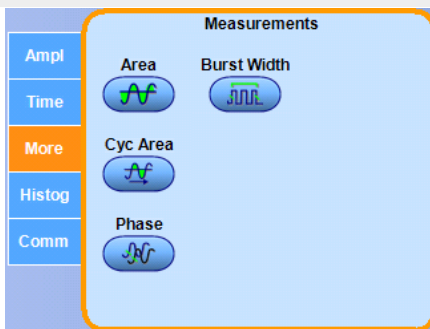 Measurements
Ampl
Time
More
Histog
Comm
Area
Burst Width
Cyc Area
Phase